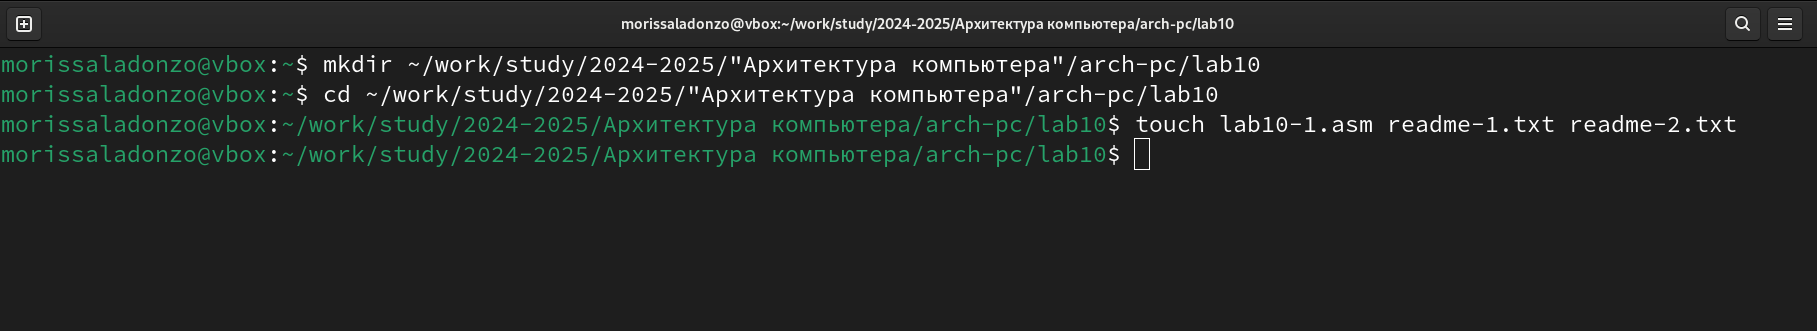 morissaladonzo@vbox:~/work/study/2024-2025/Архитектура компьютера/arch-pc/lab10
morissaladonzo@vbox:~$ mkdir ~/work/study/2024-2025/"Архитектура компьютера"/arch-pc/lab10
morissaladonzo@vbox:~$ cd ~/work/study/2024-2025/"Архитектура компьютера"/arch-pc/lab10
morissaladonzo@vbox:~/work/study/2024-2025/Архитектура компьютера/arch-pc/lab10$ touch lab10-1.asm readme-1.txt readme-2.txt
morissaladonzo@vbox:~/work/study/2024-2025/Архитектура компьютера/arch-pc/lab10$